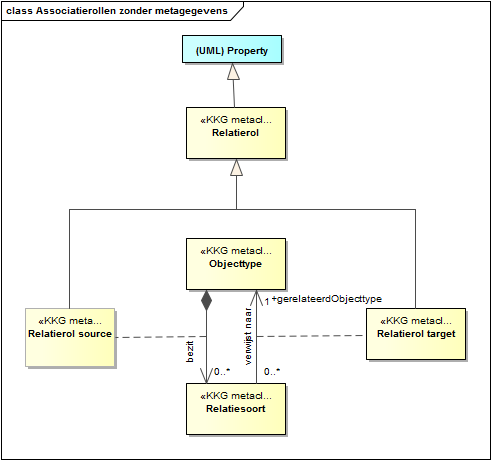 class Associatierollen zonder metagegevens
(UML) Property
«KKG metacl...
Relatierol
«KKG metacl...
Objecttype
1
+gerelateerdObjecttype
«KKG meta...
Relatierol source
«KKG metacl...
Relatierol target
bezit
verwijst naar
0..*
0..*
«KKG metacl...
Relatiesoort